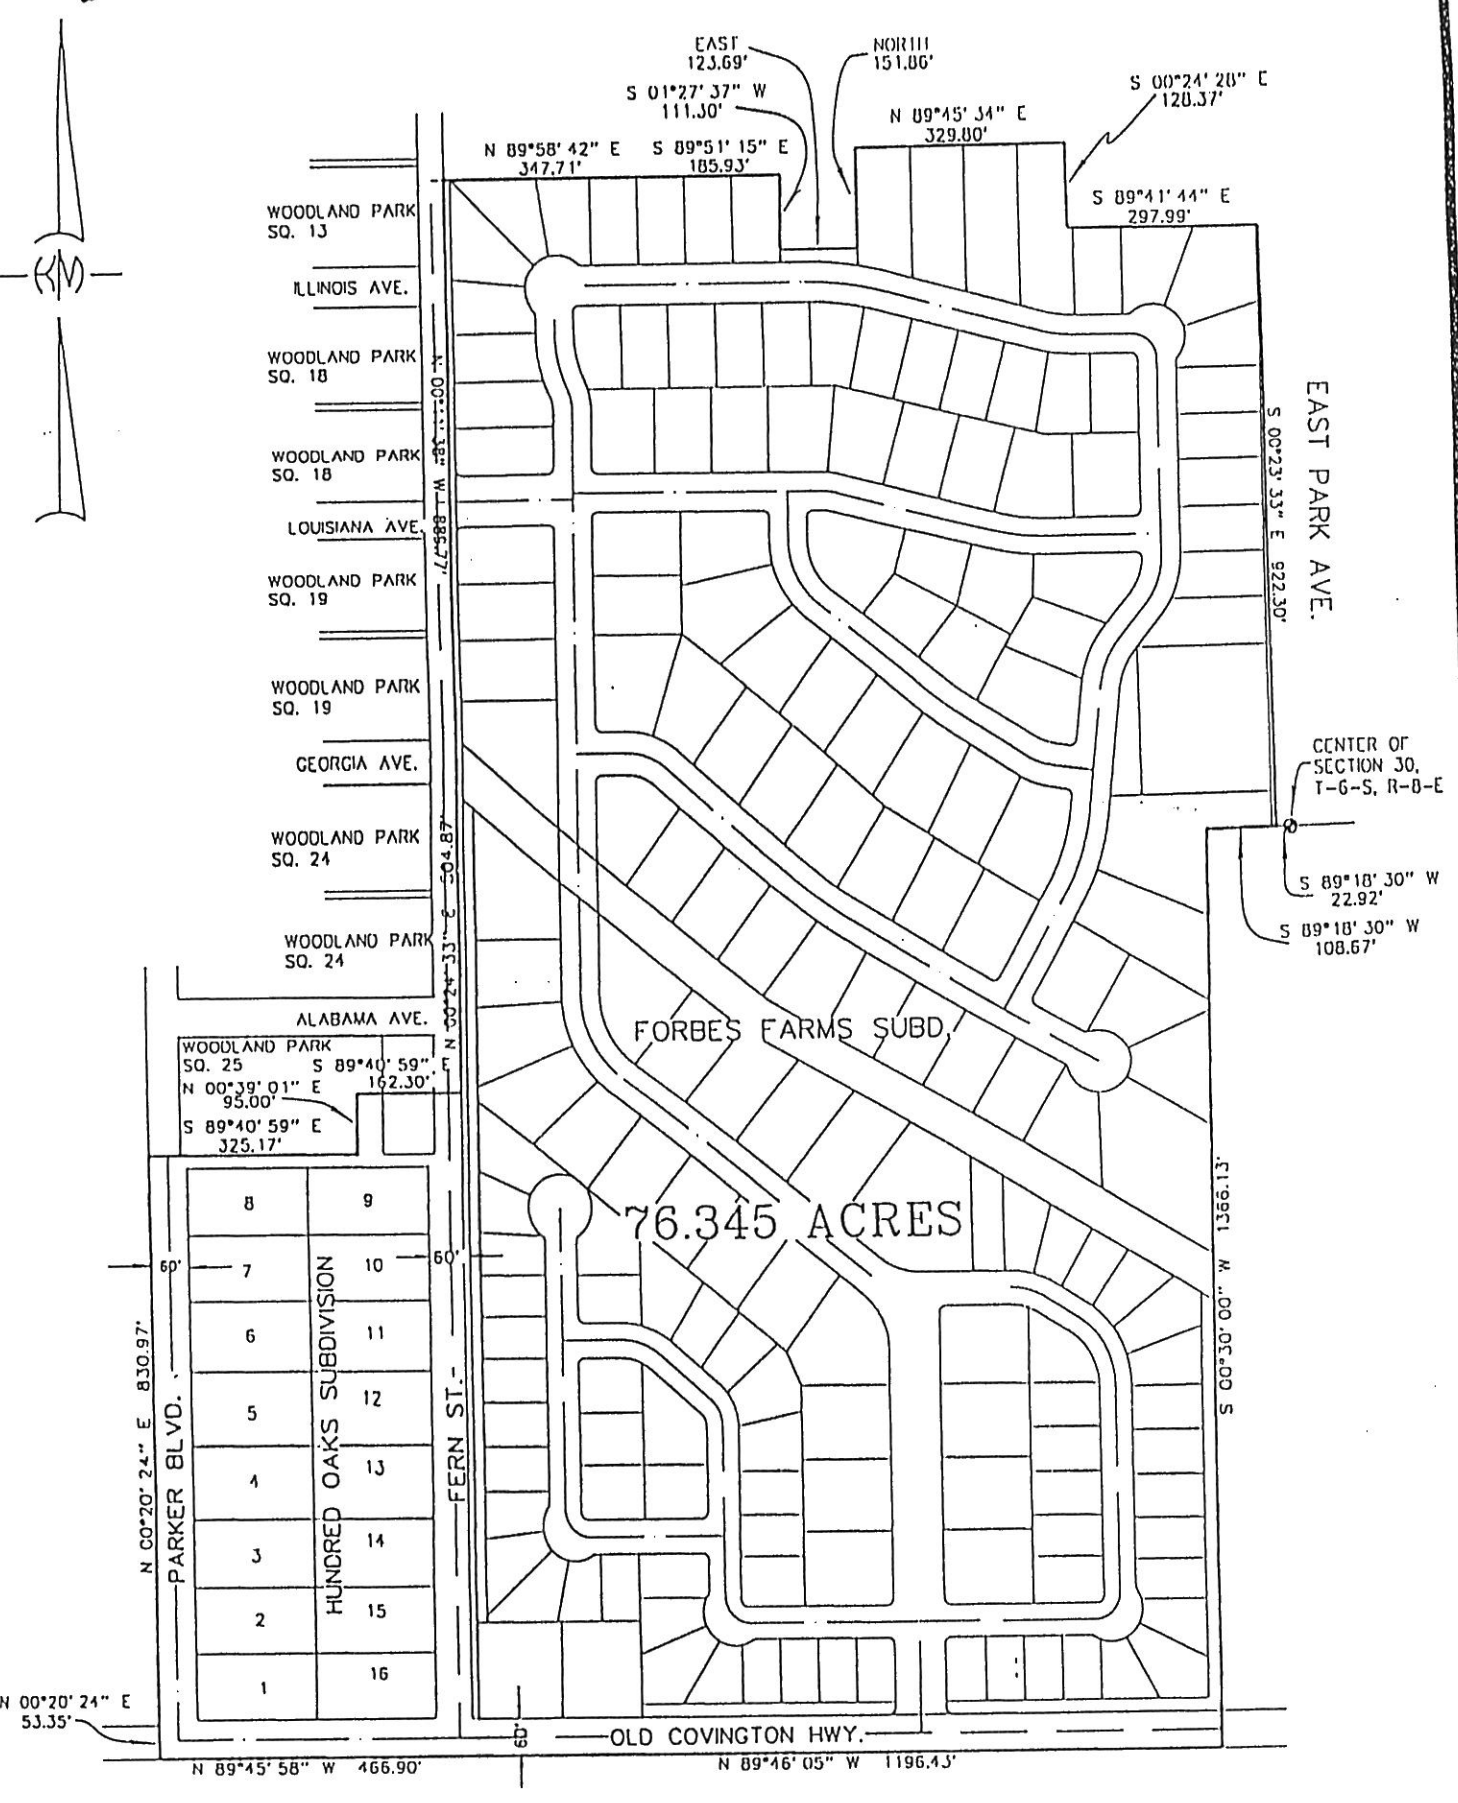 EAST
123.69'
NORTH
151.86'
S 01°27' 37" W
111.30'
S 00°24' 28" E
128.37'
N 89°45' 34" E
329.80'
N 89°58' 42" E
347.71'
S 89°51' 15" E
185.93'
S 89°41' 44" E
297.99'
WOODLAND PARK
SQ. 13
KM
ILLINOIS AVE.
WOODLAND PARK
SQ. 18
WOODLAND PARK
SQ. 18
LOUISIANA AVE.
WOODLAND PARK
SQ. 19
WOODLAND PARK
SQ. 19
GEORGIA AVE.
WOODLAND PARK
SQ. 24
WOODLAND PARK
SQ. 24
ALABAMA AVE.
EAST PARK AVE.
S 00°23' 33" E 922.30'
CENTER OF
SECTION 30,
T-6-S, R-8-E
S 89°18' 30" W
22.92'
S 89°18' 30" W
108.67'
N 00°24' 33" E 504.87'
FORBES FARMS SUBD.
WOODLAND PARK
SQ. 25
S 89°40' 59" E
162.30'
N 00°39' 01" E
95.00'
S 89°40' 59" E
325.17'
76.345 ACRES
S 00°30' 00" W 1366.13'
8
9
60'
7
10
60'
6
11
5
12
4
13
3
14
2
15
1
16
HUNDRED OAKS SUBDIVISION
PARKER BLVD.
FERN ST.
N 00°20' 24" E 830.97'
N 00°20' 24" E
53.35'
60'
OLD COVINGTON HWY.
N 89°45' 58" W 466.90'
N 89°46' 05" W 1196.43'